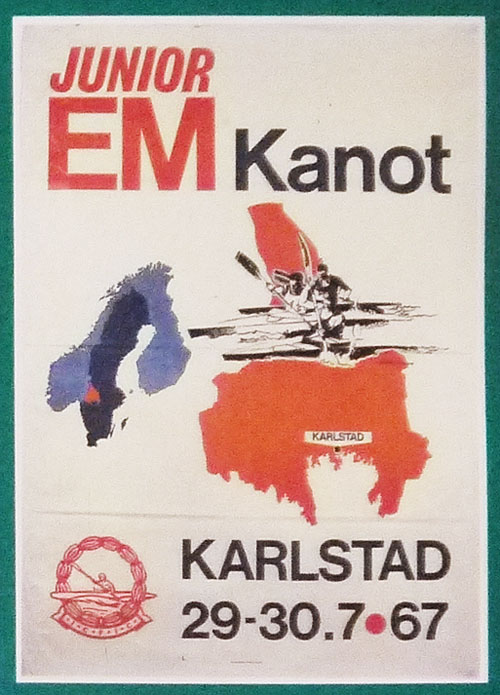 JUNIOR
EM Kanot
KARLSTAD
KARLSTAD
29-30.7•67